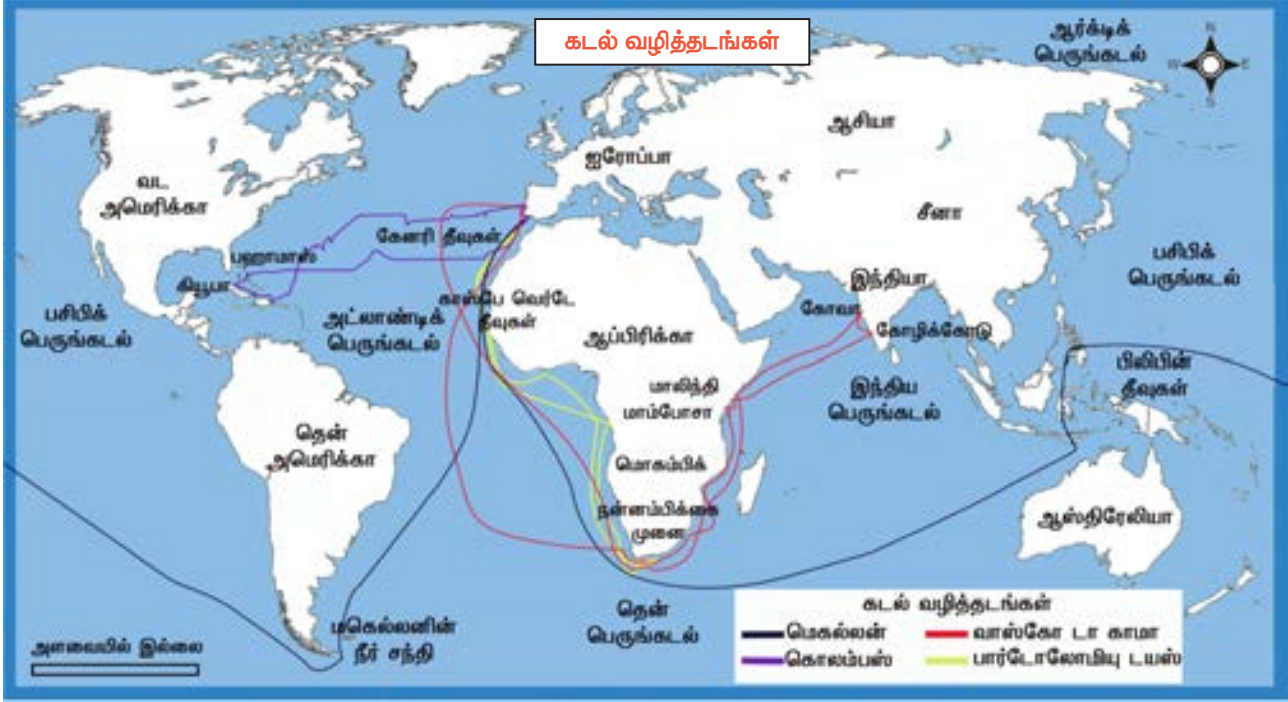 கடல் வழித்தடங்கள்
ஆர்க்டிக்
பெருங்கடல்
N
W
E
S
ஆசியா
ஐரோப்பா
வட
அமெரிக்கா
சீனா
கேனரி தீவுகள்
பஹாமாஸ்
கியூபா
பசிபிக்
பெருங்கடல்
இந்தியா
கோவா
கோழிக்கோடு
காஸ்பே வெர்டே
தீவுகள்
பசிபிக்
பெருங்கடல்
அட்லாண்டிக்
பெருங்கடல்
ஆப்பிரிக்கா
பிலிபின்
தீவுகள்
மாலிந்தி
மாம்போசா
இந்திய
பெருங்கடல்
தென்
அமெரிக்கா
மொகம்பிக்
நன்னம்பிக்கை
முனை
ஆஸ்திரேலியா
தென்
பெருங்கடல்
மகெல்லனின்
நீர் சந்தி
அளவையில் இல்லை
கடல் வழித்தடங்கள்
மெகல்லன்
வாஸ்கோ டா காமா
கொலம்பஸ்
பார்டோலோமியு டயஸ்